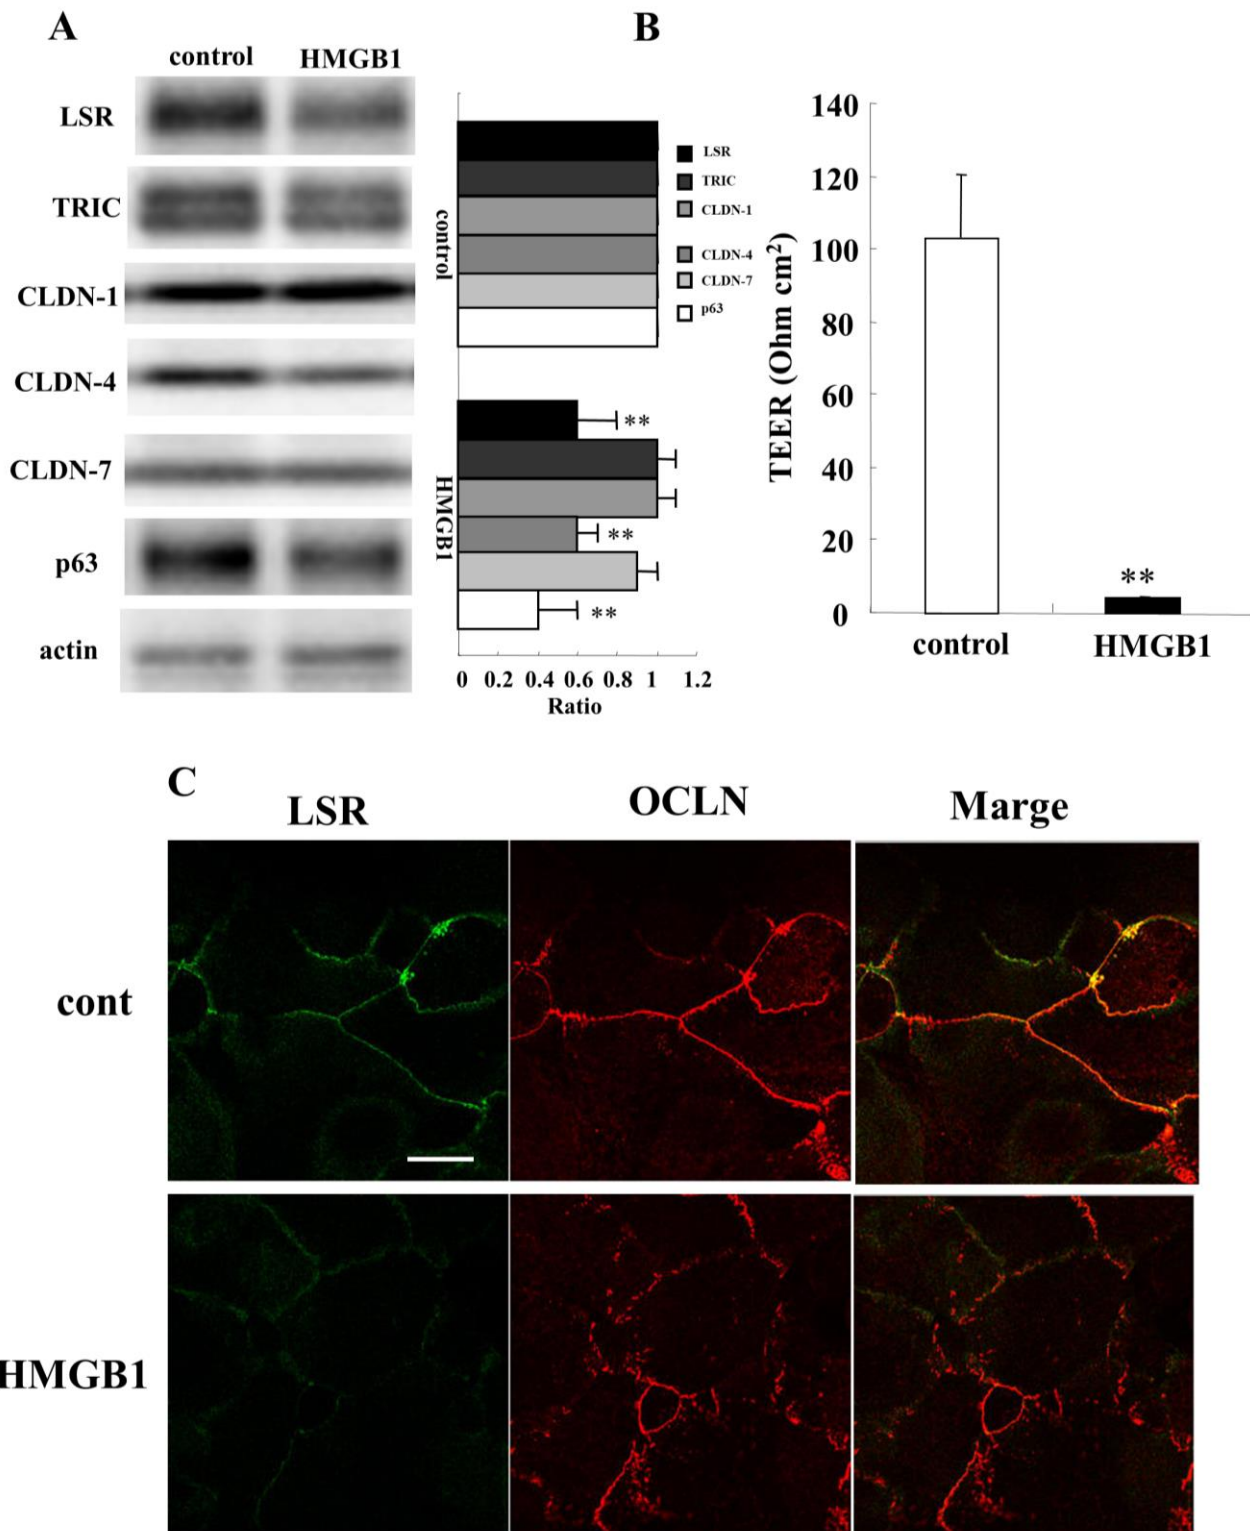 A
control HMGB1
LSR
TRIC
CLDN-1
CLDN-4
CLDN-7
p63
actin
control
HMGB1
0 0.2 0.4 0.6 0.8 1 1.2
Ratio
**
**
**
LSR
TRIC
CLDN-1
CLDN-4
CLDN-7
p63
B
TEER (Ohm cm²)
140
120
100
80
60
40
20
0
**
control HMGB1
C
LSR OCLN Marge
cont
HMGB1